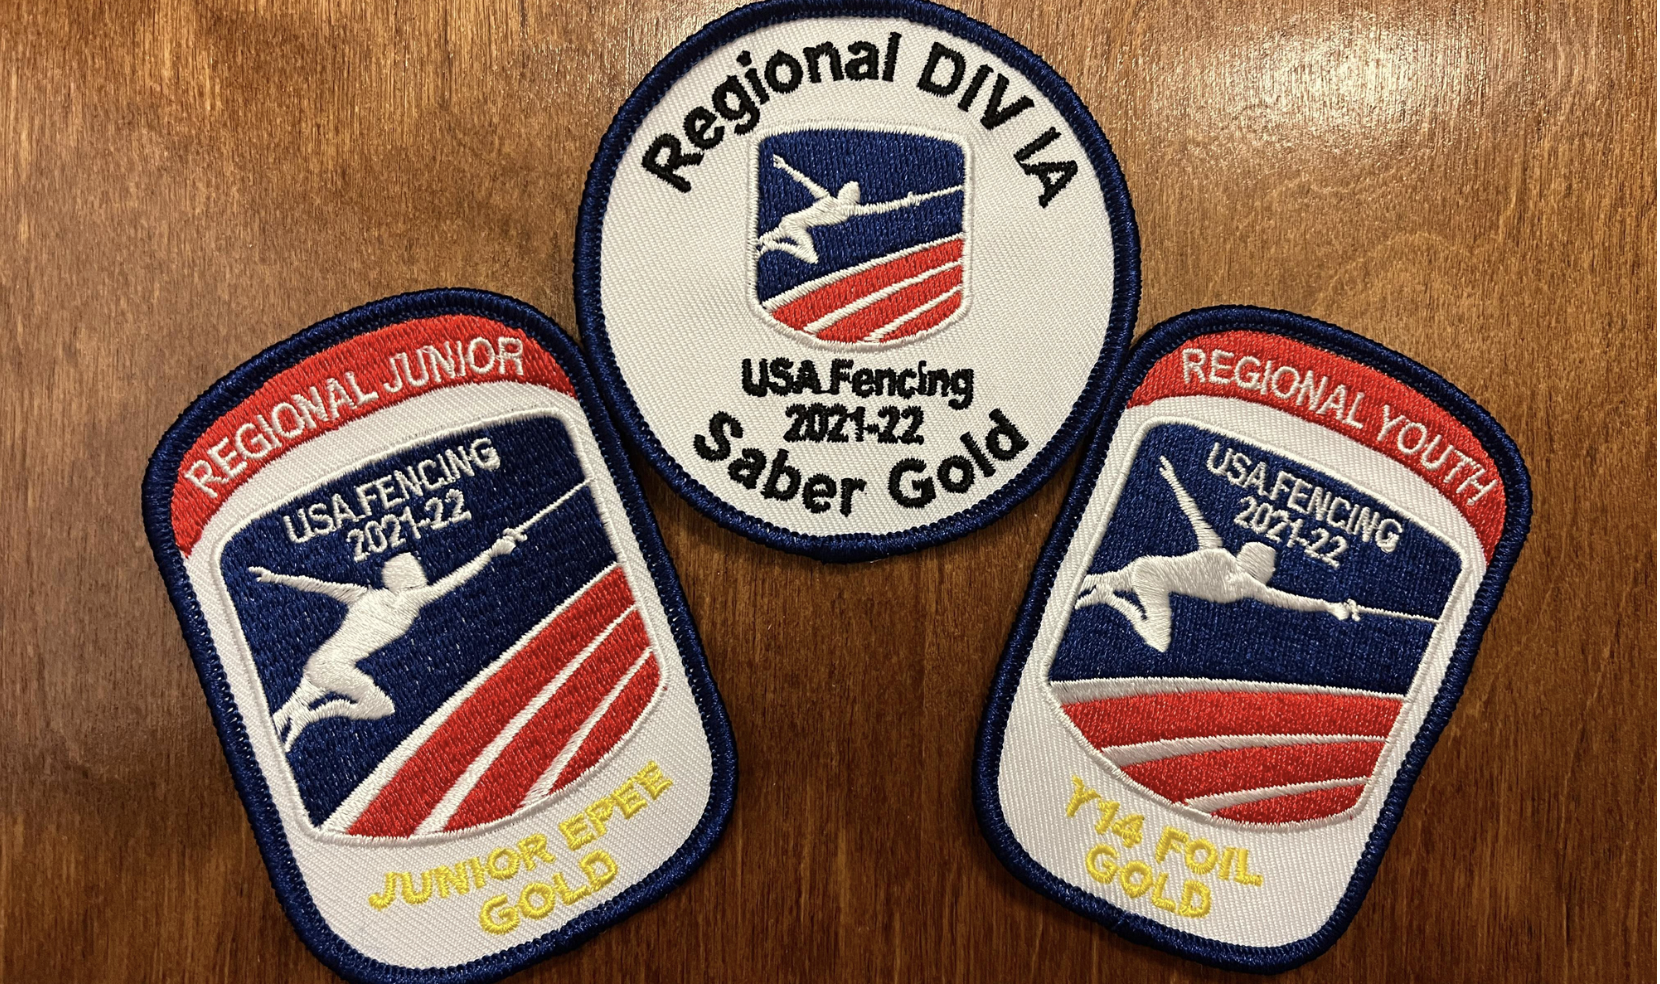 Regional DIV IA
USA Fencing
2021-22
Saber Gold
REGIONAL JUNIOR
USA FENCING
2021-22
JUNIOR EPEE
GOLD
REGIONAL YOUTH
USA FENCING
2021-22
Y14 FOIL
GOLD